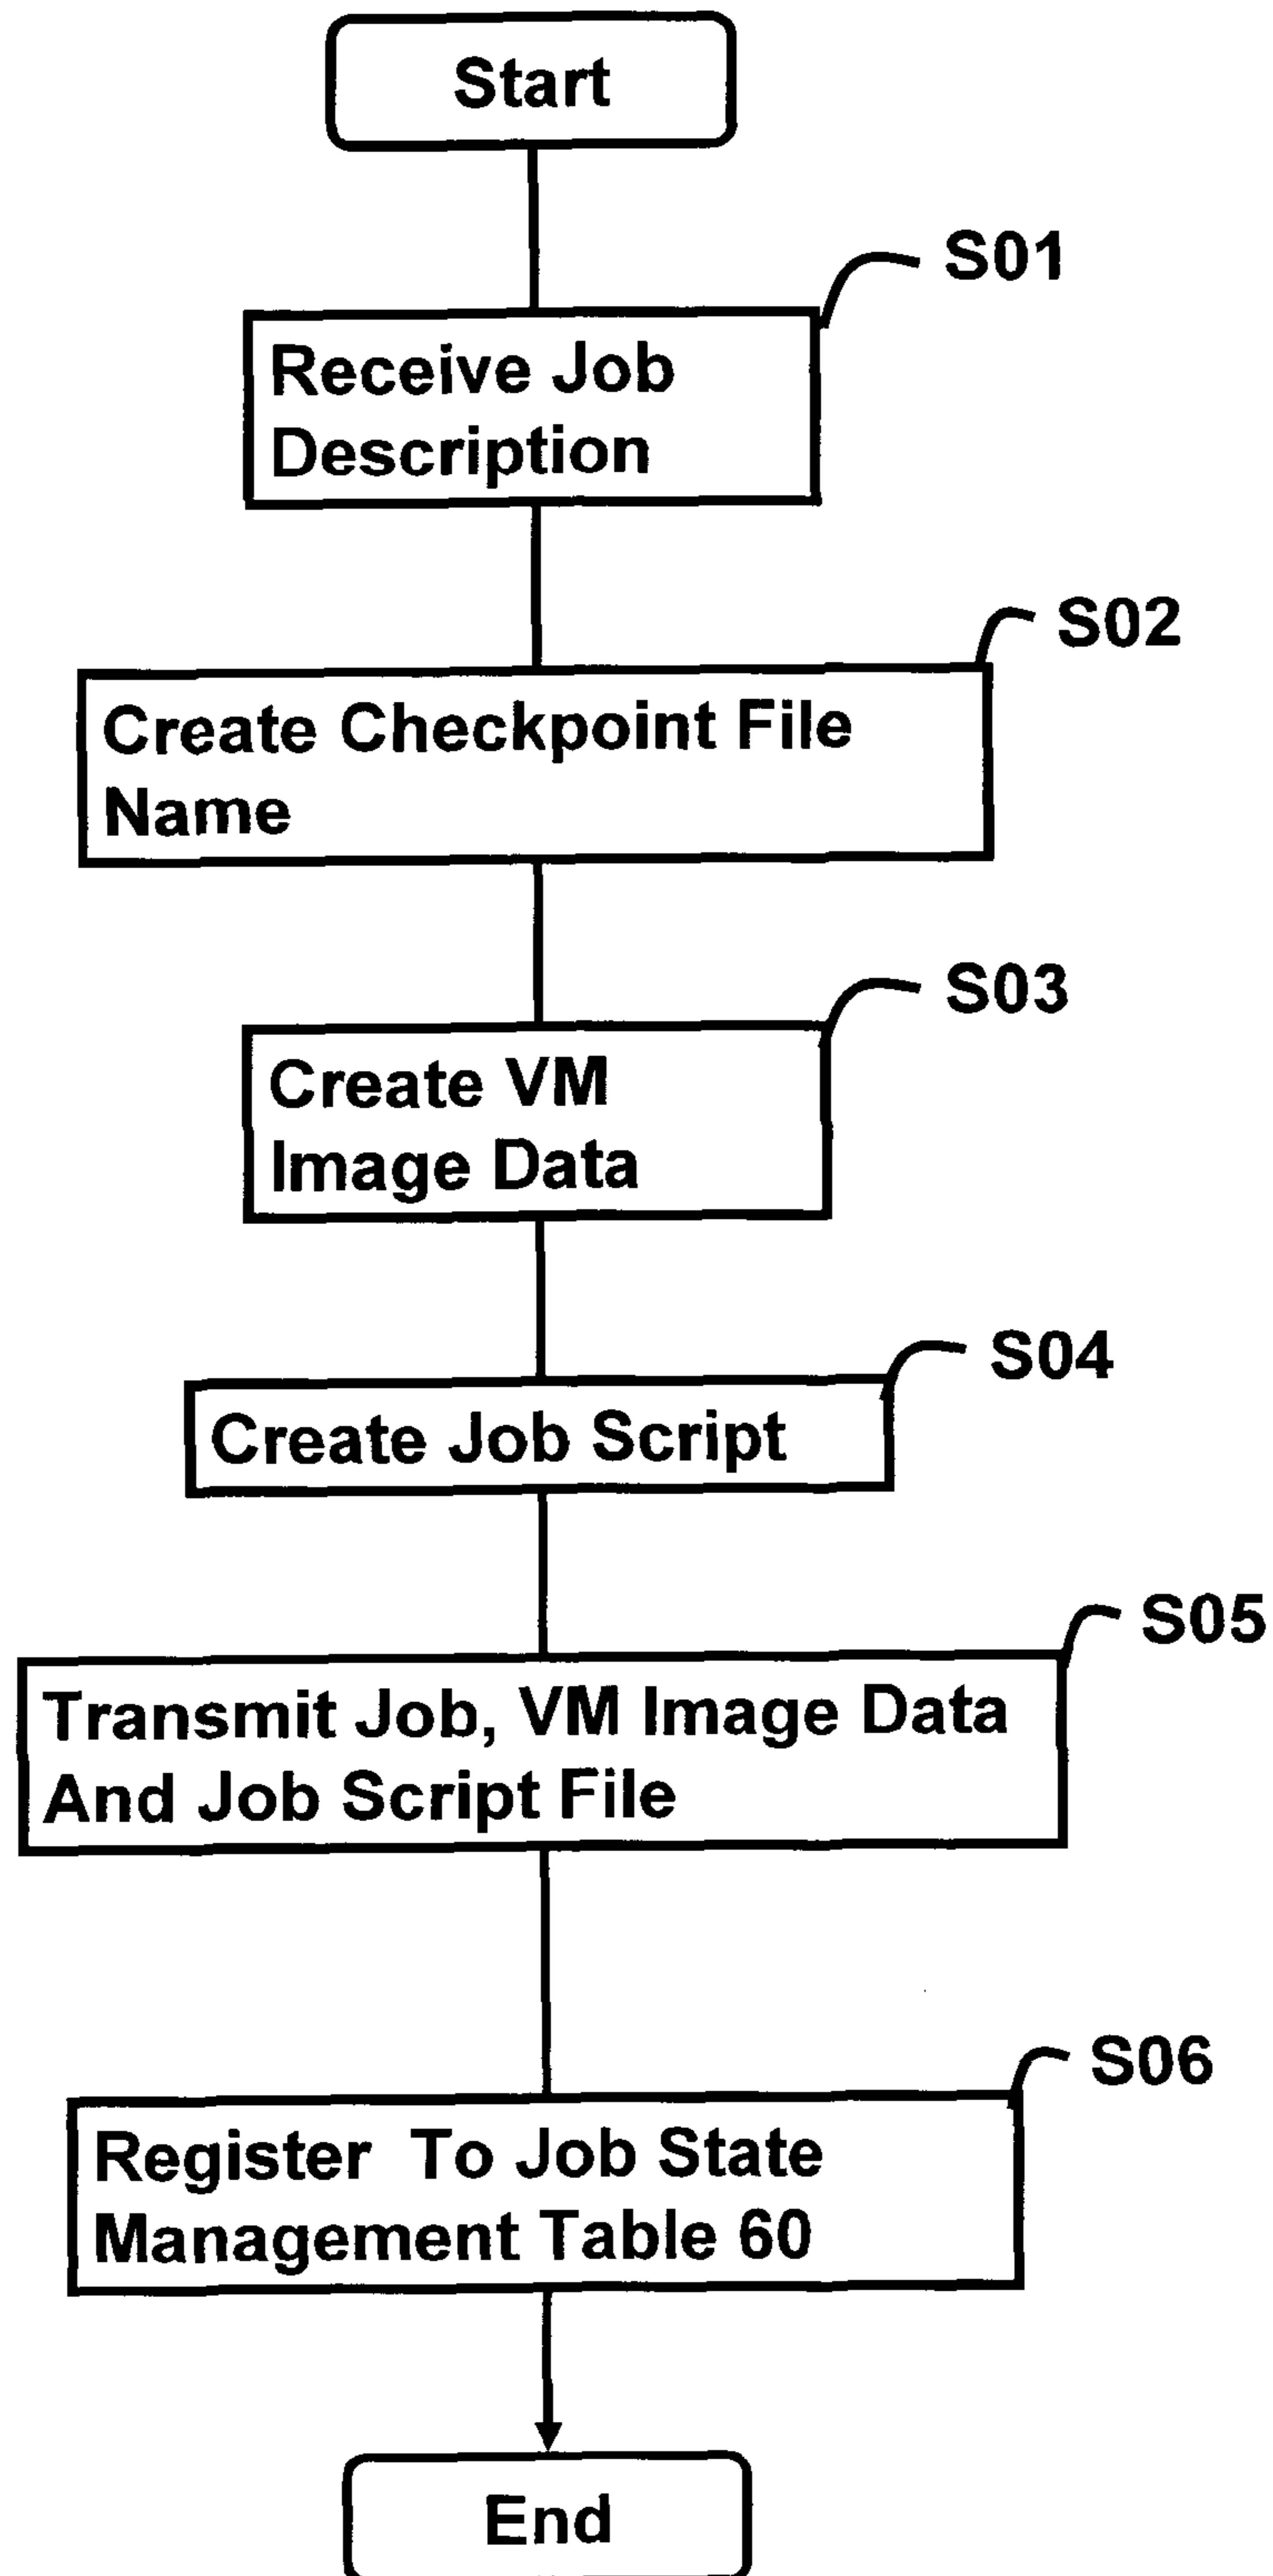 Start
S01
Receive Job
Description
S02
Create Checkpoint File
Name
S03
Create VM
Image Data
S04
Create Job Script
S05
Transmit Job, VM Image Data
And Job Script File
S06
Register To Job State
Management Table 60
End